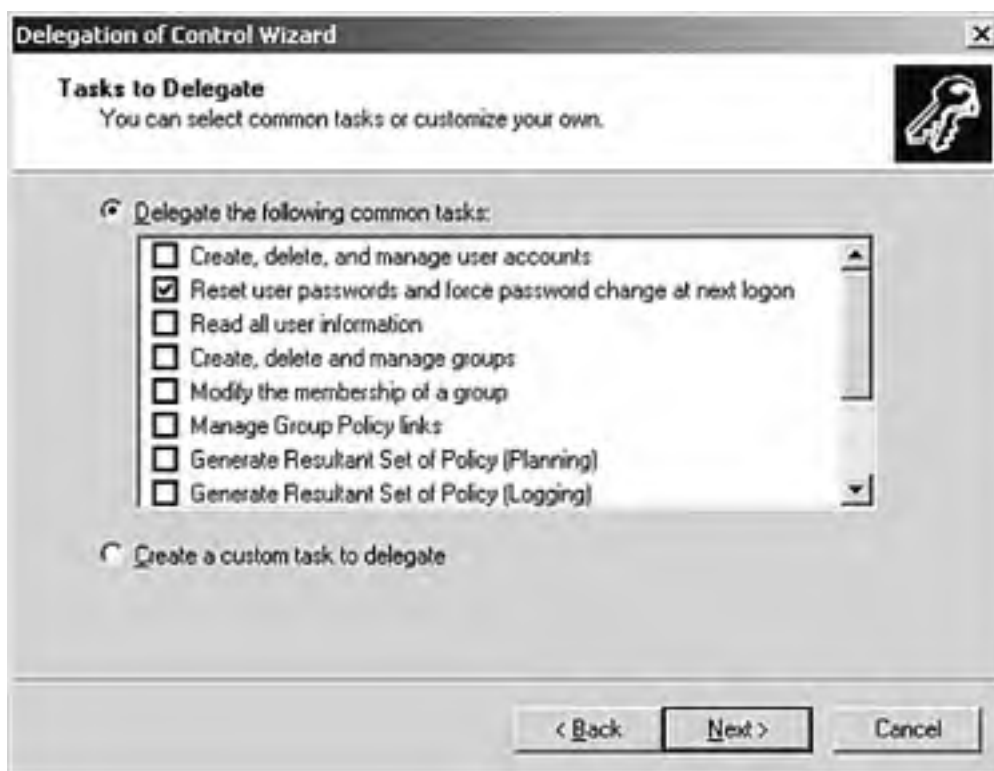 Delegation of Control Wizard
Tasks to Delegate
You can select common tasks or customize your own.
Delegate the following common tasks:
Create, delete, and manage user accounts
Reset user passwords and force password change at next logon
Read all user information
Create, delete and manage groups
Modify the membership of a group
Manage Group Policy links
Generate Resultant Set of Policy (Planning)
Generate Resultant Set of Policy (Logging)
Create a custom task to delegate
< Back Next > Cancel